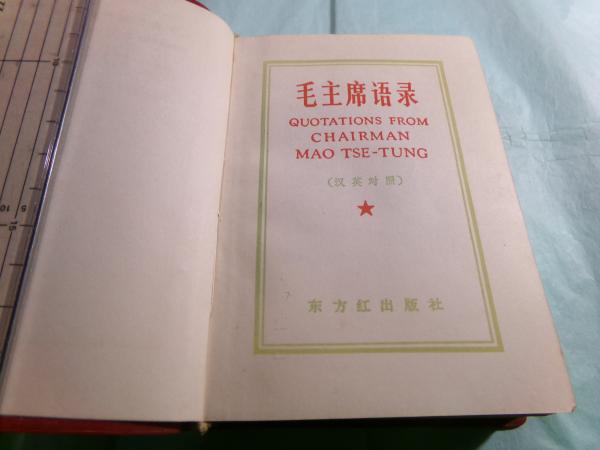 毛主席语录
QUOTATIONS FROM
CHAIRMAN
MAO TSE-TUNG
(汉英对照)
东方红出版社